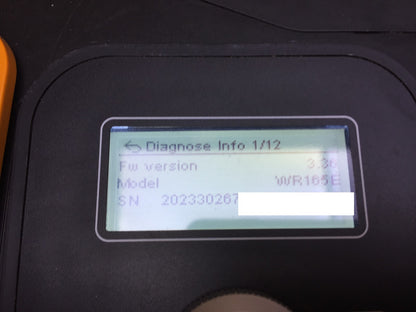 Diagnose Info 1/12
Fw version 3.36
Model WR165E
SN 202330267